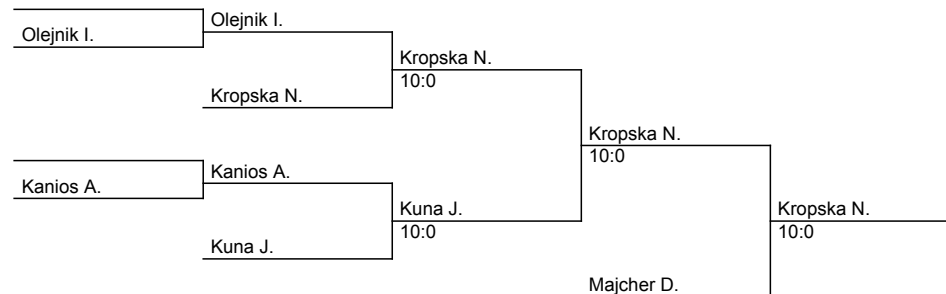 Olejnik I.
Olejnik I.
Kropska N.
10:0
Kropska N.
Kropska N.
10:0
Kanios A.
Kanios A.
Kuna J.
10:0
Kropska N.
10:0
Kuna J.
Majcher D.